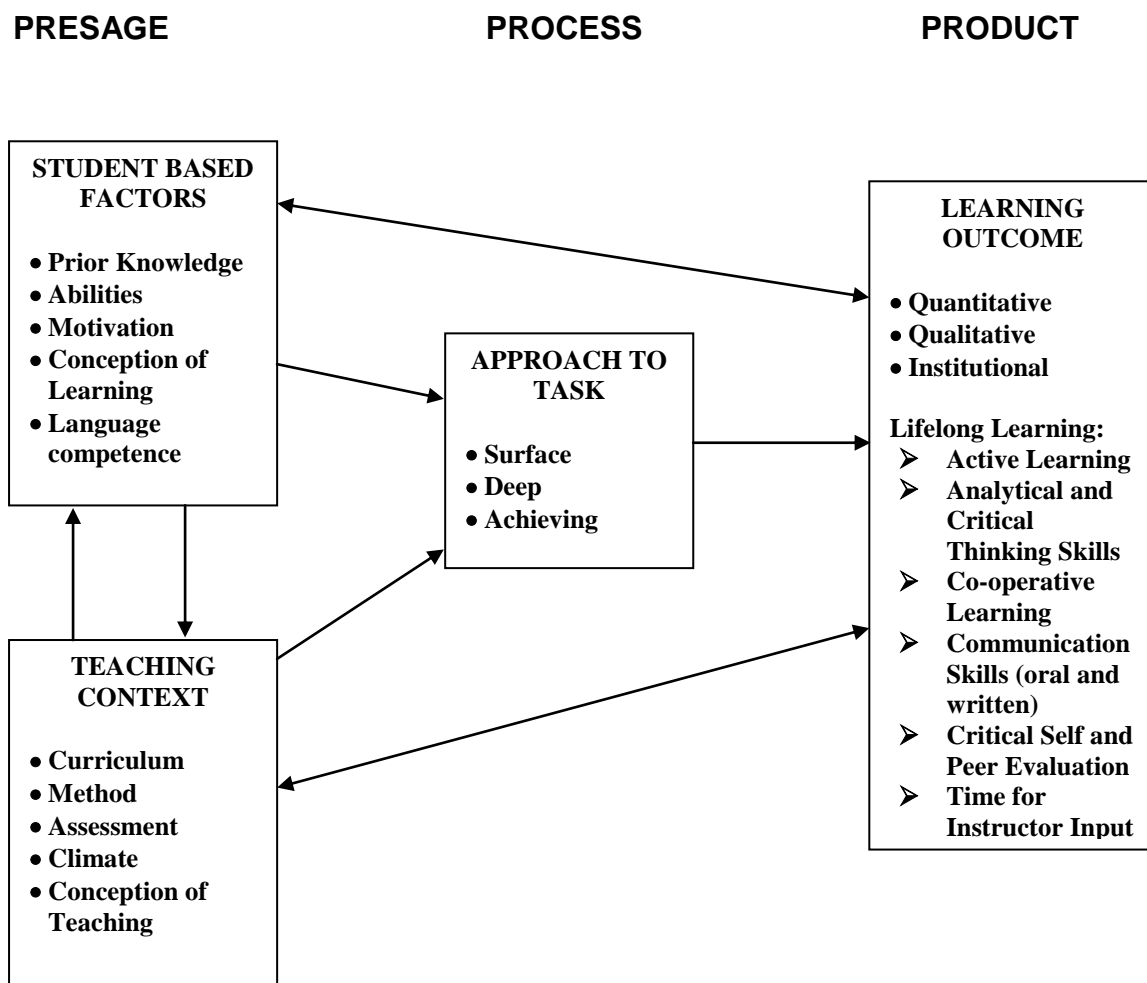 PRESAGE PROCESS PRODUCT
STUDENT BASED
FACTORS
• Prior Knowledge
• Abilities
• Motivation
• Conception of
Learning
• Language
competence
TEACHING
CONTEXT
• Curriculum
• Method
• Assessment
• Climate
• Conception of
Teaching
APPROACH TO
TASK
• Surface
• Deep
• Achieving
LEARNING
OUTCOME
• Quantitative
• Qualitative
• Institutional
Lifelong Learning:
➢ Active Learning
➢ Analytical and
Critical
Thinking Skills
➢ Co-operative
Learning
➢ Communication
Skills (oral and
written)
➢ Critical Self and
Peer Evaluation
➢ Time for
Instructor Input